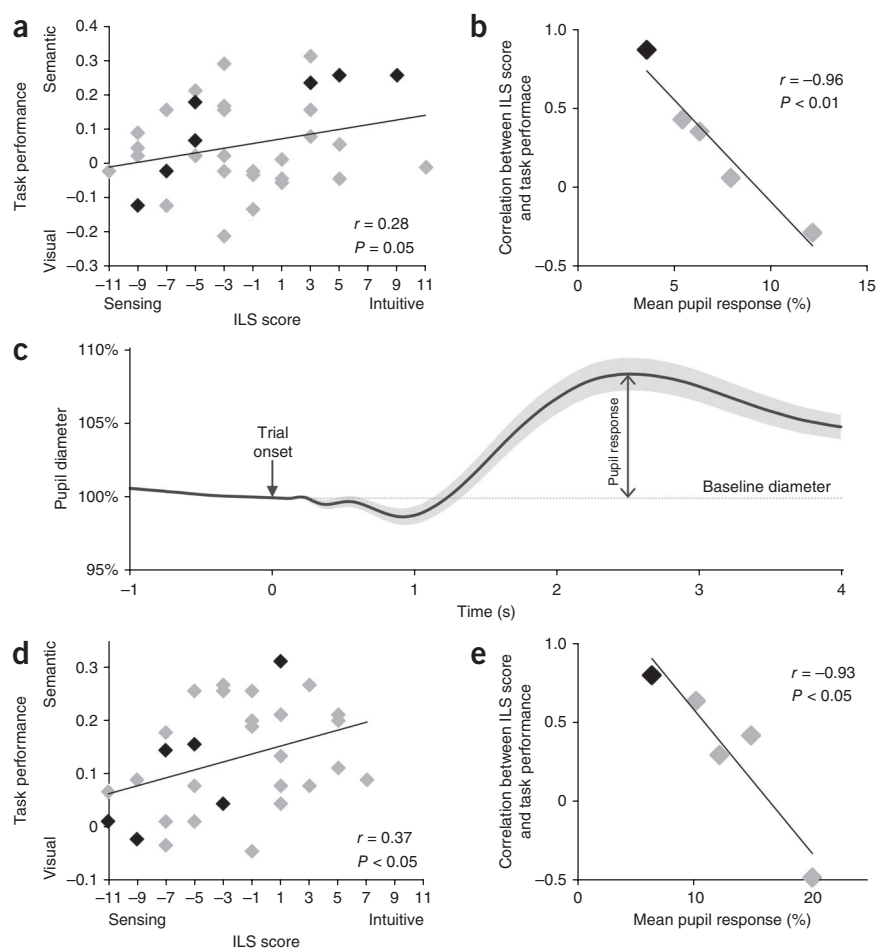 a
Semantic
Task performance
Visual
0.4
0.3
0.2
0.1
0
–0.1
–0.2
–0.3
r = 0.28
P = 0.05
–11 –9 –7 –5 –3 –1 1 3 5 7 9 11
Sensing
Intuitive
ILS score
b
Correlation between ILS score
and task performace
1.0
0.5
0
–0.5
r = –0.96
P < 0.01
0 5 10 15
Mean pupil response (%)
c
Pupil diameter
110%
105%
100%
95%
Trial
onset
Pupil response
Baseline diameter
–1 0 1 2 3 4
Time (s)
d
Semantic
Task performance
Visual
0.3
0.2
0.1
0
–0.1
r = 0.37
P < 0.05
–11 –9 –7 –5 –3 –1 1 3 5 7 9 11
Sensing
Intuitive
ILS score
e
Correlation between ILS score
and task performance
1.0
0.5
0
–0.5
r = –0.93
P < 0.05
0 10 20
Mean pupil response (%)